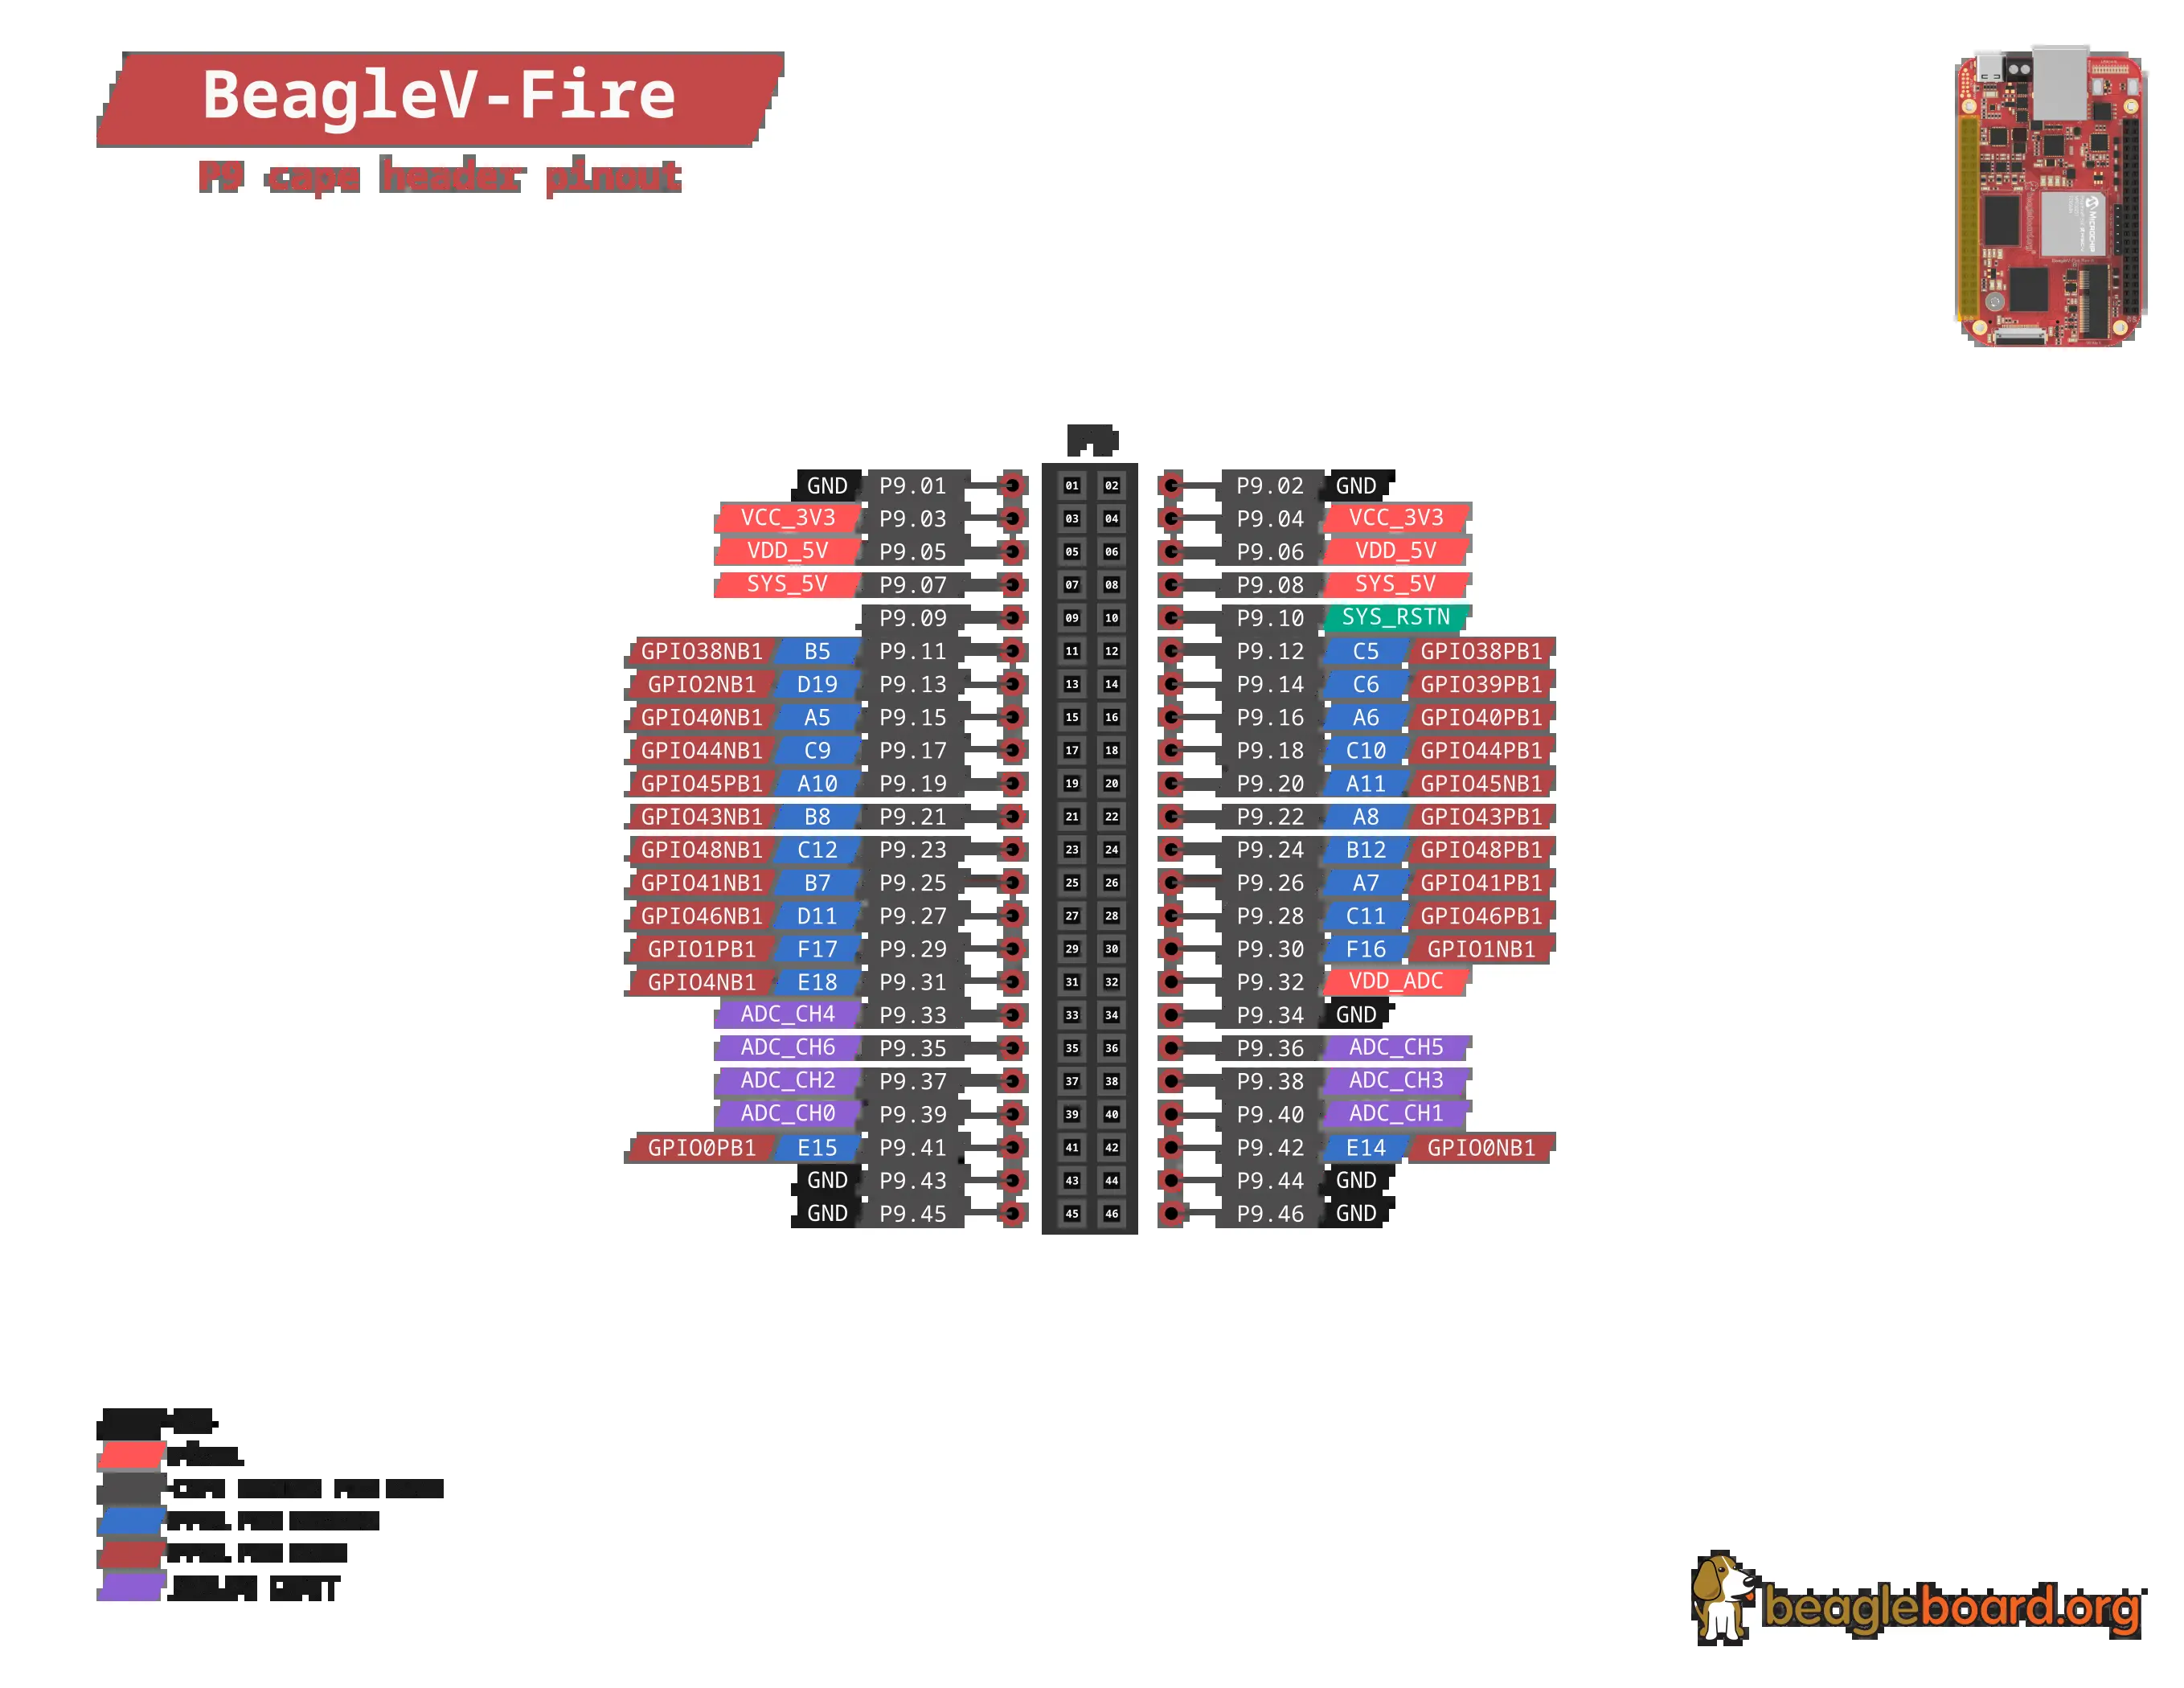 BeagleV-Fire
P9 cape header pinout
GND P9.01 01 02 P9.02 GND
VCC_3V3 P9.03 03 04 P9.04 VCC_3V3
VDD_5V P9.05 05 06 P9.06 VDD_5V
SYS_5V P9.07 07 08 P9.08 SYS_5V
P9.09 09 10 P9.10 SYS_RSTN
GPIO38NB1 B5 P9.11 11 12 P9.12 C5 GPIO38PB1
GPIO2NB1 D19 P9.13 13 14 P9.14 C6 GPIO39PB1
GPIO40NB1 A5 P9.15 15 16 P9.16 A6 GPIO40PB1
GPIO44NB1 C9 P9.17 17 18 P9.18 C10 GPIO44PB1
GPIO45PB1 A10 P9.19 19 20 P9.20 A11 GPIO45NB1
GPIO43NB1 B8 P9.21 21 22 P9.22 A8 GPIO43PB1
GPIO48NB1 C12 P9.23 23 24 P9.24 B12 GPIO48PB1
GPIO41NB1 B7 P9.25 25 26 P9.26 A7 GPIO41PB1
GPIO46NB1 D11 P9.27 27 28 P9.28 C11 GPIO46PB1
GPIO1PB1 F17 P9.29 29 30 P9.30 F16 GPIO1NB1
GPIO4NB1 E18 P9.31 31 32 P9.32 VDD_ADC
ADC_CH4 P9.33 33 34 P9.34 GND
ADC_CH6 P9.35 35 36 P9.36 ADC_CH5
ADC_CH2 P9.37 37 38 P9.38 ADC_CH3
ADC_CH0 P9.39 39 40 P9.40 ADC_CH1
GPIO0PB1 E15 P9.41 41 42 P9.42 E14 GPIO0NB1
GND P9.43 43 44 P9.44 GND
GND P9.45 45 46 P9.46 GND
beagleboard.org